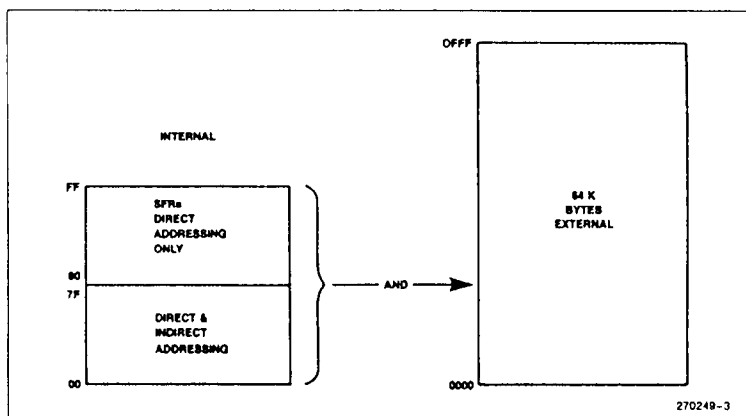 INTERNAL
FF
SFRs
DIRECT
ADDRESSING
ONLY
80
7F
DIRECT &
INDIRECT
ADDRESSING
00
AND
OFFF
64 K
BYTES
EXTERNAL
0000
270249-3